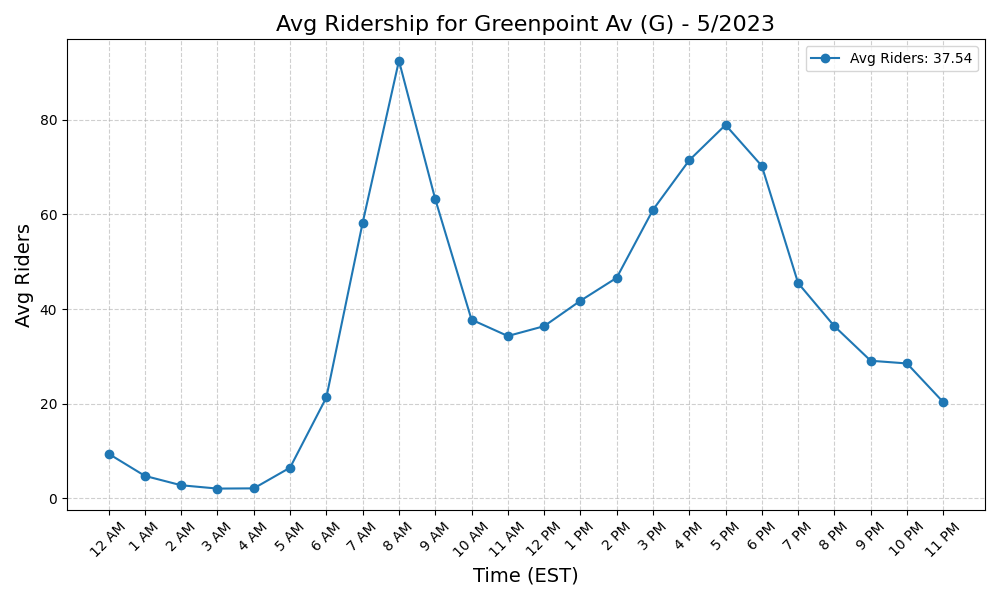 Avg Ridership for Greenpoint Av (G) - 5/2023
Avg Riders: 37.54
Avg Riders
80
60
40
20
0
12 AM
1 AM
2 AM
3 AM
4 AM
5 AM
6 AM
7 AM
8 AM
9 AM
10 AM
11 AM
12 PM
1 PM
2 PM
3 PM
4 PM
5 PM
6 PM
7 PM
8 PM
9 PM
10 PM
11 PM
Time (EST)